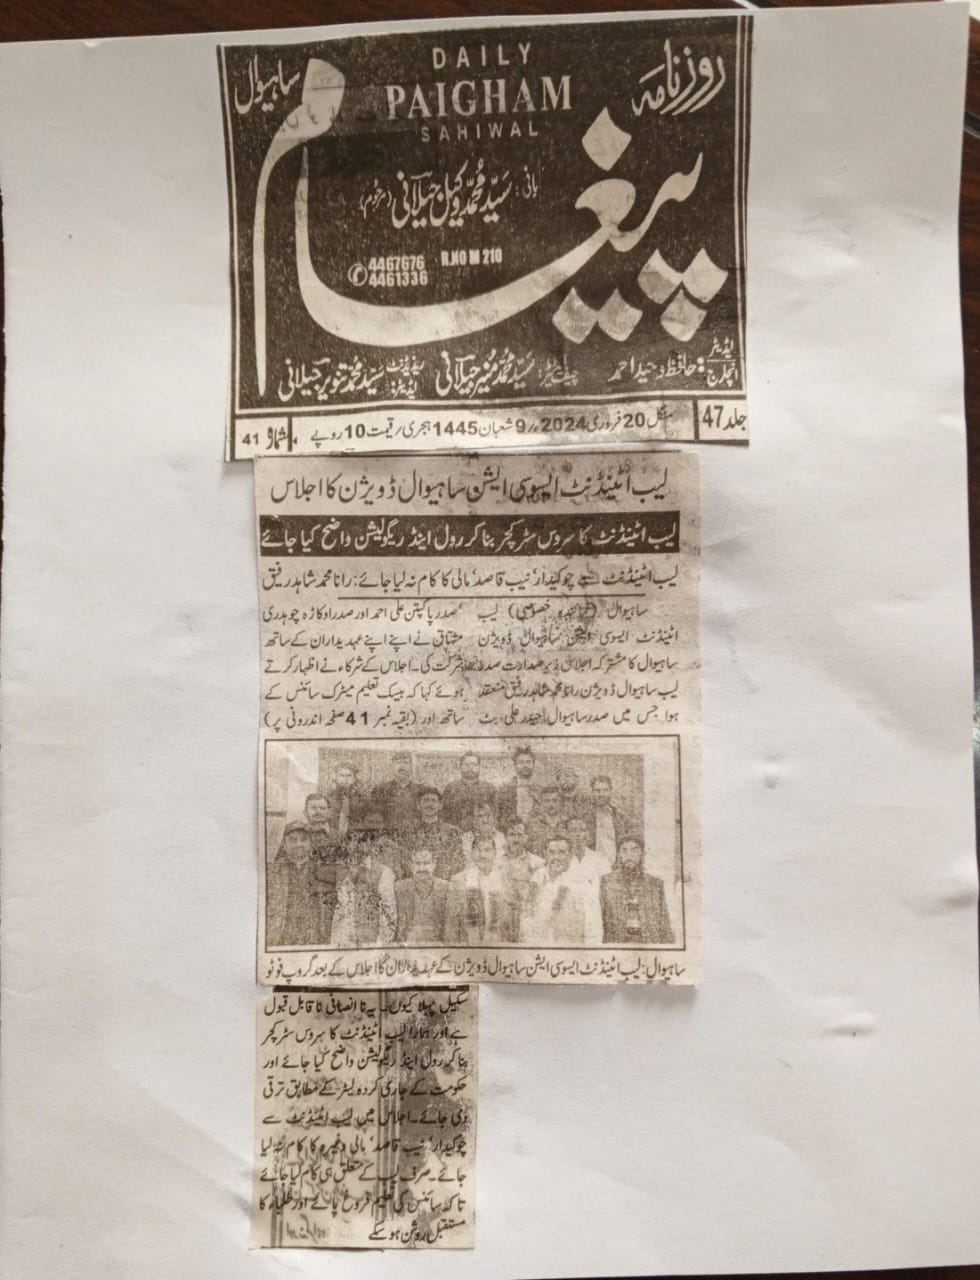 روزنامہ
DAILY
PAIGHAM
SAHIWAL
ساہیوال
پیغام
بانی: سید محمد وکیل جیلانی (مرحوم)
4467676
4461336
R.NO M 210
ایڈیٹر انچارج: حافظ وحید احمد
چیف ایڈیٹر: سید محمد منیر جیلانی
ریذیڈنٹ ایڈیٹر: سید محمد تنویر جیلانی
جلد 47
منگل 20 فروری 2024ء، 9 شعبان 1445 ہجری، قیمت 10 روپے
شمارہ 41
لیب اٹینڈنٹ ایسوسی ایشن ساہیوال ڈویژن کا اجلاس
لیب اٹینڈنٹ کا سروس سٹرکچر بنا کر رول اینڈ ریگولیشن واضح کیا جائے
لیب اٹینڈنٹ سے چوکیدار، نیب قاصد، مالی کا کام نہ لیا جائے: رانا محمد شاہد رفیق
ساہیوال (نمائندہ خصوصی) لیب
اٹینڈنٹ ایسوسی ایشن ساہیوال ڈویژن
ساہیوال کا مشترکہ اجلاس زیر صدارت صدر
لیب ساہیوال ڈویژن رانا محمد شاہد رفیق منعقد
ہوا جس میں صدر ساہیوال حیدر علی بٹ
صدر پاکپتن علی احمد اور صدر اوکاڑہ چوہدری
مشتاق نے اپنے اپنے عہدیداران کے ساتھ
شرکت کی۔ اجلاس کے شرکاء نے اظہار کرتے
ہوئے کہا کہ بیسک تعلیم میٹرک سائنس کے
ساتھ اور (بقیہ نمبر 41 صفحہ اندرونی پر)
ساہیوال: لیب اٹینڈنٹ ایسوسی ایشن ساہیوال ڈویژن کے عہدیداران کا اجلاس کے بعد گروپ فوٹو
سکیل پہلا کیوں۔ یہ نا انصافی نا قابل قبول
ہے اور ہمارا لیب اٹینڈنٹ کا سروس سٹرکچر
بنا کر رول اینڈ ریگولیشن واضح کیا جائے اور
حکومت کے جاری کردہ لیٹر کے مطابق ترقی
دی جائے۔ اجلاس میں لیب اٹینڈنٹ سے
چوکیدار، نیب قاصد، مالی وغیرہ کا کام نہ لیا
جائے۔ صرف لیب کے متعلق ہی کام لیا جائے
تاکہ سائنس کی تعلیم فروغ پائے اور طلباء کا
مستقبل روشن ہو سکے